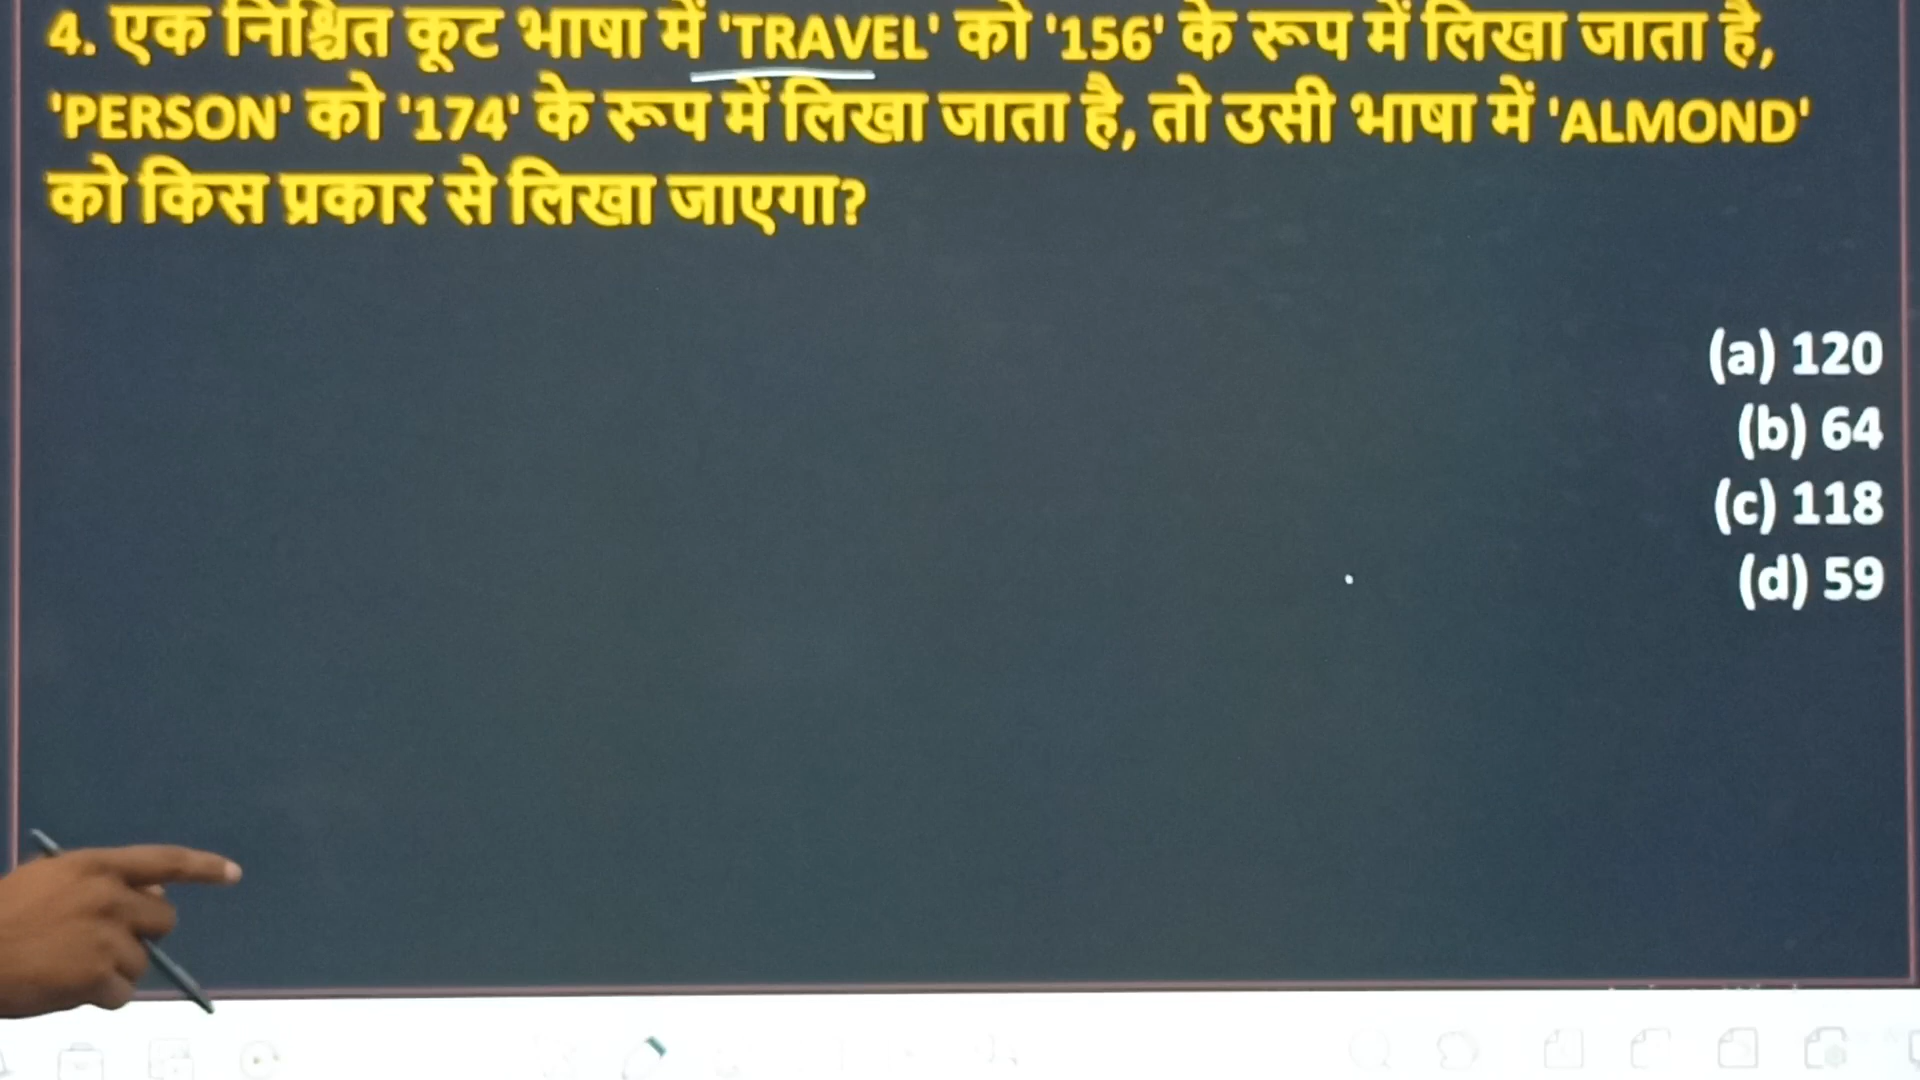 4. एक निश्चित कूट भाषा में 'TRAVEL' को '156' के रूप में लिखा जाता है,
'PERSON' को '174' के रूप में लिखा जाता है, तो उसी भाषा में 'ALMOND'
को किस प्रकार से लिखा जाएगा?
(a) 120
(b) 64
(c) 118
(d) 59